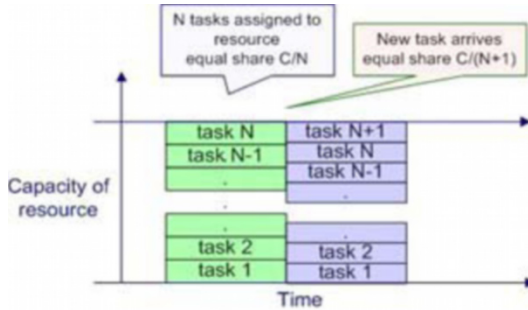 N tasks assigned to
resource
equal share C/N
New task arrives
equal share C/(N+1)
Capacity of
resource
task N
task N-1
.
.
.
task 2
task 1
task N+1
task N
task N-1
.
.
task 2
task 1
Time